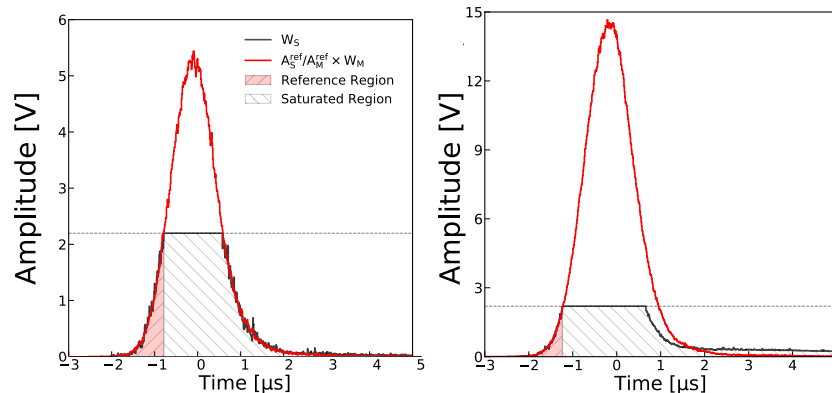 6
5
4
3
2
1
0
Amplitude [V]
W_S
A_S^ref/A_M^ref × W_M
Reference Region
Saturated Region
−3 −2 −1 0 1 2 3 4 5
Time [μs]
15
12
9
6
3
0
Amplitude [V]
−3 −2 −1 0 1 2 3 4 5
Time [μs]